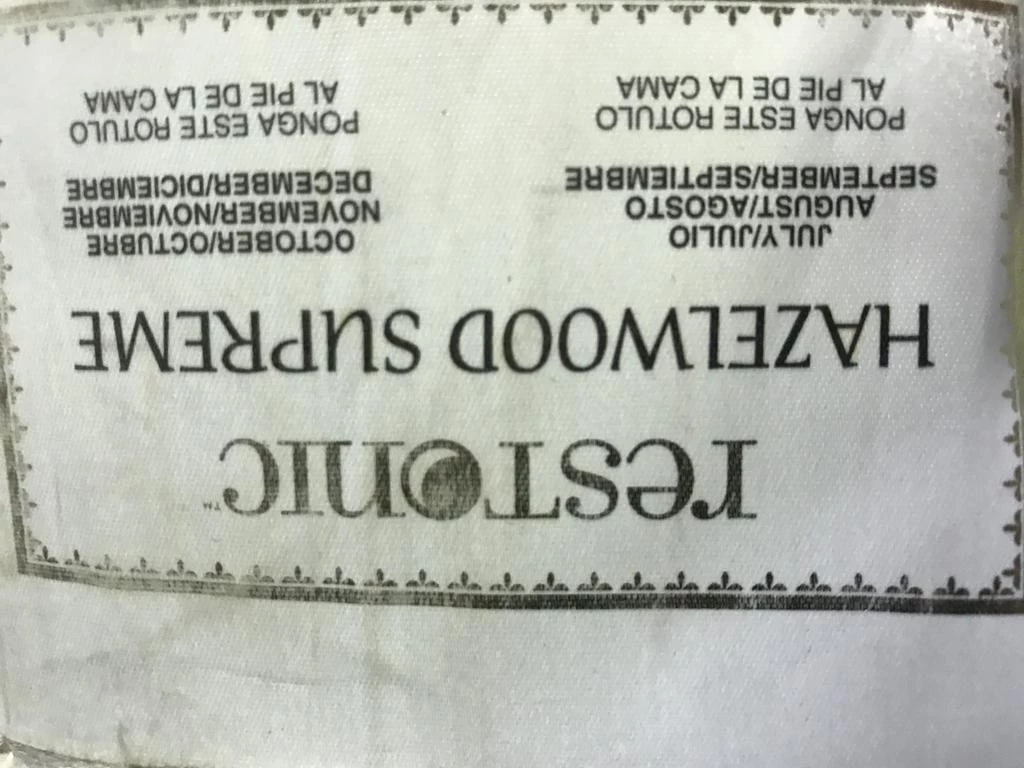 resTonic™
HAZELWOOD SUPREME
JULY/JULIO
AUGUST/AGOSTO
SEPTEMBER/SEPTIEMBRE
PONGA ESTE ROTULO
AL PIE DE LA CAMA
OCTOBER/OCTUBRE
NOVEMBER/NOVIEMBRE
DECEMBER/DICIEMBRE
PONGA ESTE ROTULO
AL PIE DE LA CAMA